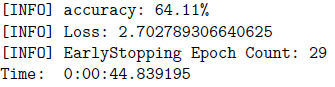 [INFO] accuracy: 64.11%
[INFO] Loss: 2.702789306640625
[INFO] EarlyStopping Epoch Count: 29
Time:  0:00:44.839195